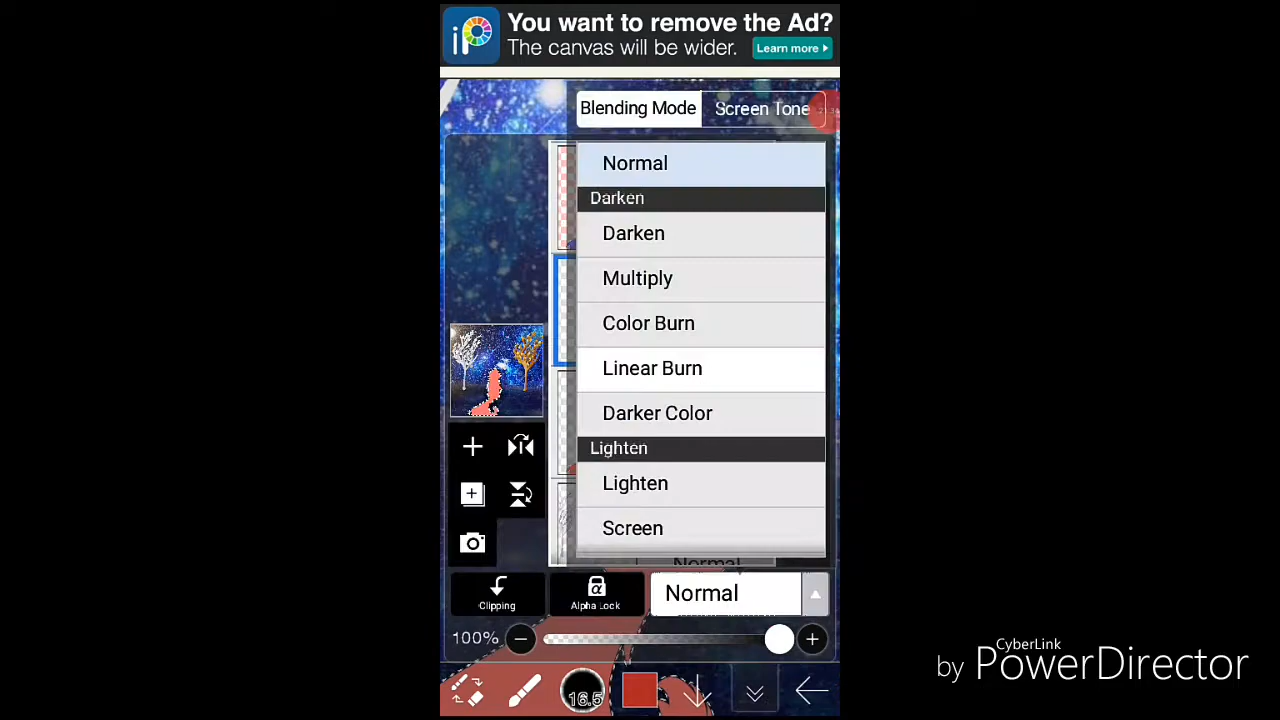 iP
You want to remove the Ad?
The canvas will be wider.
Learn more
Blending Mode
Screen Tone
Normal
Darken
Darken
Multiply
Color Burn
Linear Burn
Darker Color
Lighten
Lighten
Screen
Normal
Clipping
α
Alpha Lock
Normal
100%
16.5
CyberLink
by PowerDirector